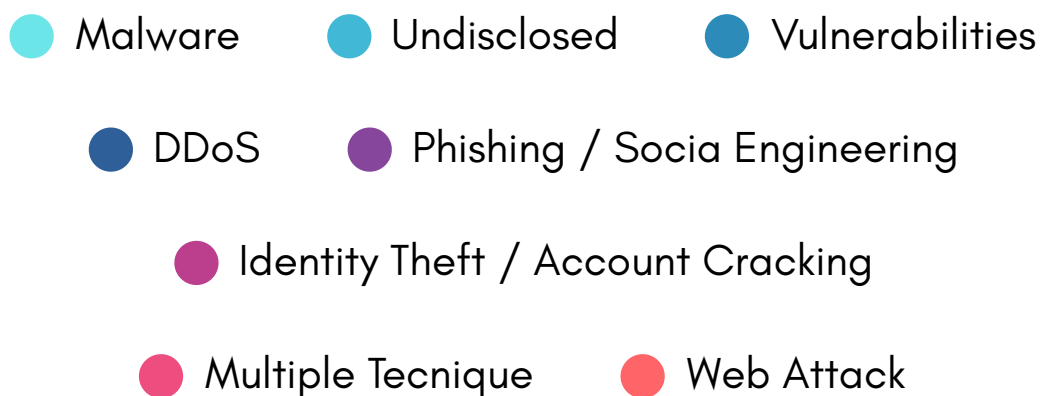 Malware Undisclosed Vulnerabilities
DDoS Phishing / Socia Engineering
Identity Theft / Account Cracking
Multiple Tecnique Web Attack